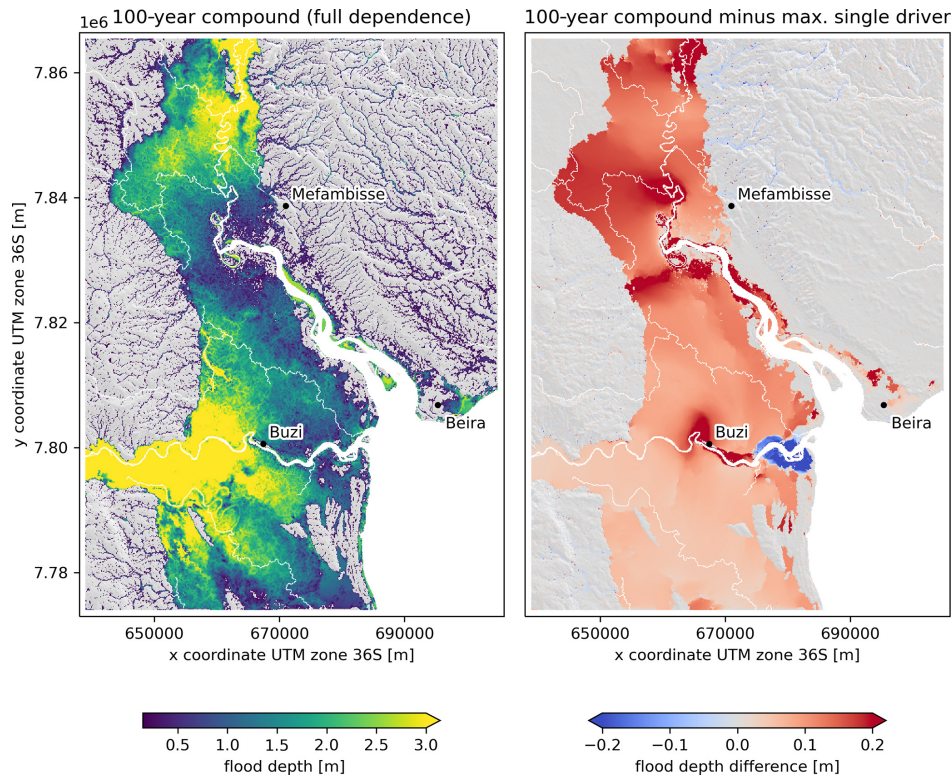 1e6
100-year compound (full dependence)
100-year compound minus max. single driver
7.86
7.84
7.82
7.80
7.78
y coordinate UTM zone 36S [m]
Mefambisse
Buzi
Beira
Mefambisse
Buzi
Beira
650000 670000 690000
x coordinate UTM zone 36S [m]
650000 670000 690000
x coordinate UTM zone 36S [m]
0.5 1.0 1.5 2.0 2.5 3.0
flood depth [m]
−0.2 −0.1 0.0 0.1 0.2
flood depth difference [m]